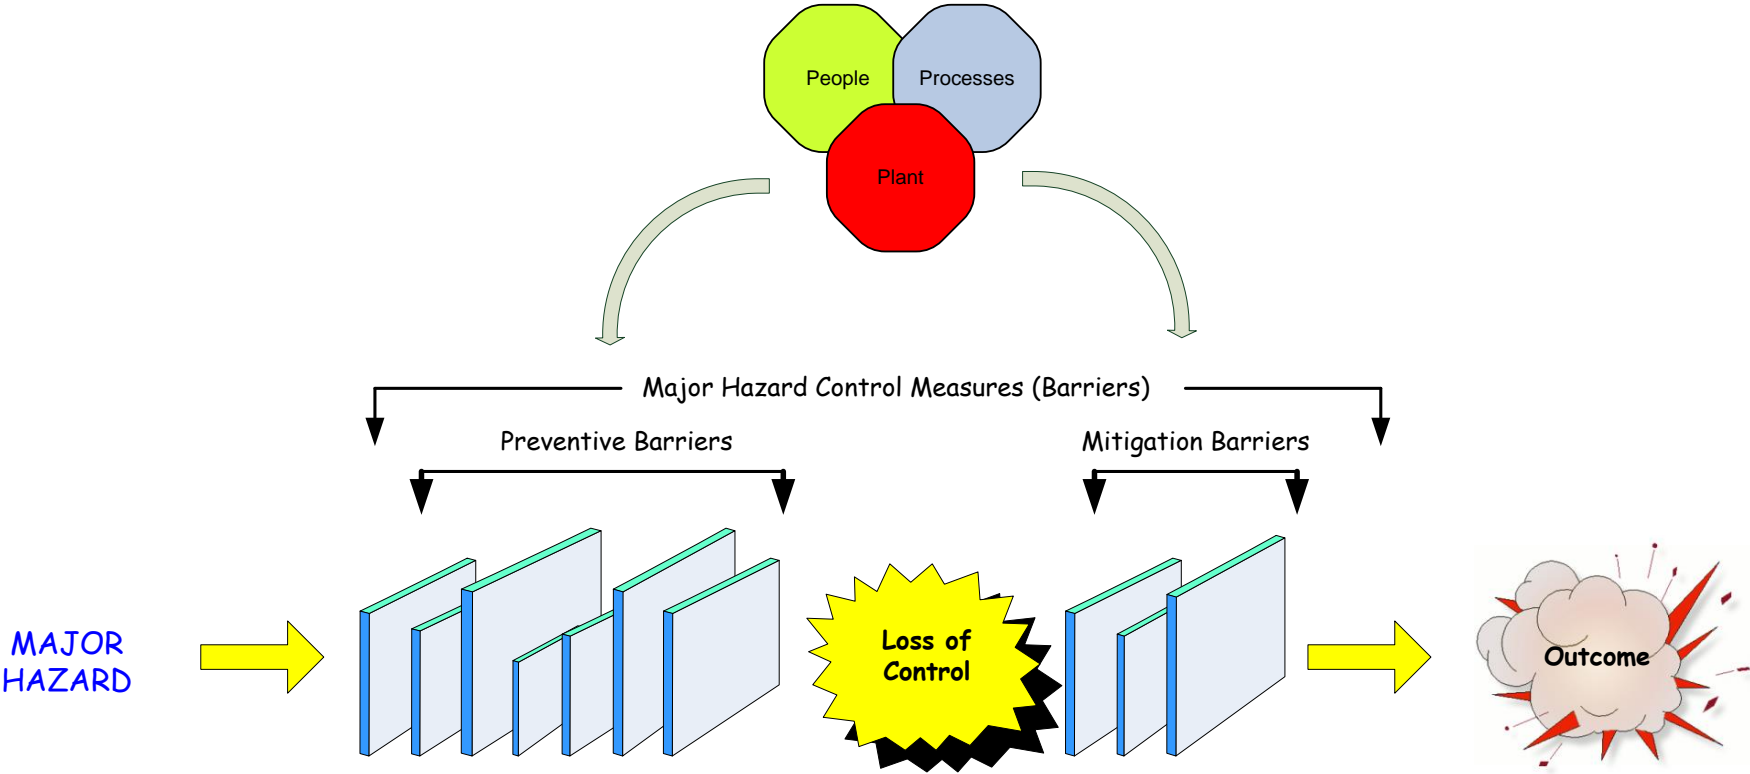 People
Processes
Plant
Major Hazard Control Measures (Barriers)
Preventive Barriers
Mitigation Barriers
MAJOR
HAZARD
Loss of
Control
Outcome